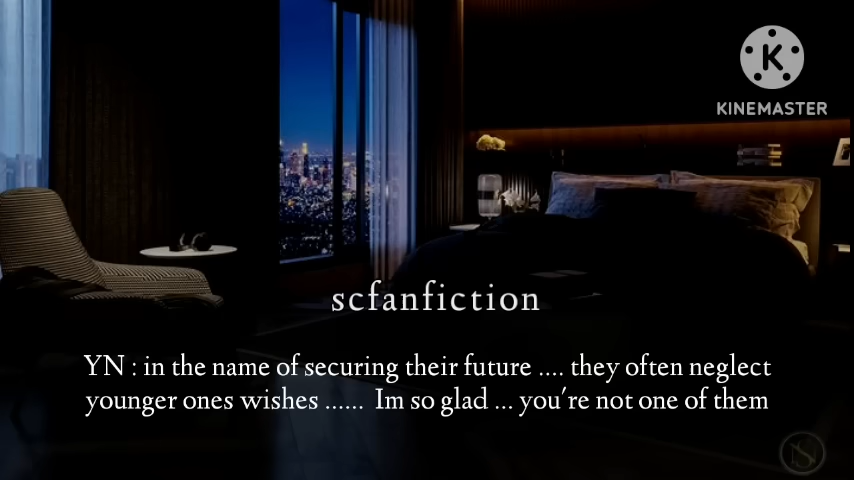 K
KINEMASTER
scfanfiction
YN : in the name of securing their future .... they often neglect
younger ones wishes ...... Im so glad ... you're not one of them